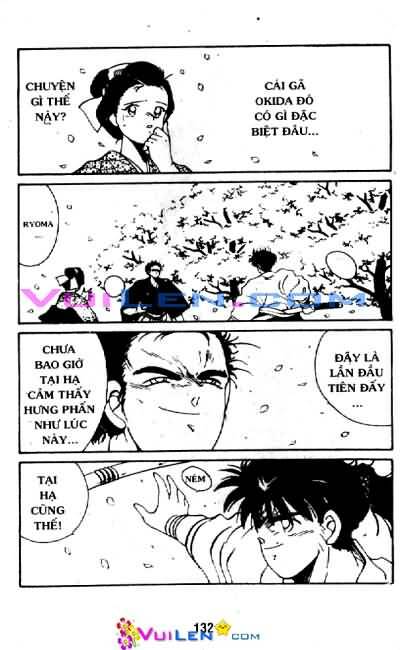 CHUYỆN
GÌ THẾ
NÀY?
CÁI GÃ
OKIDA ĐÓ
CÓ GÌ ĐẶC
BIỆT ĐÂU...
RYOMA
...
VUILEN.COM
CHƯA
BAO GIỜ
TẠI HẠ
CẢM THẤY
HƯNG PHẤN
NHƯ LÚC
NÀY...
ĐÂY LÀ
LẦN ĐẦU
TIÊN ĐẤY
...
TẠI
HẠ
CŨNG
THẾ!
NÉM
132
VUILEN
.COM